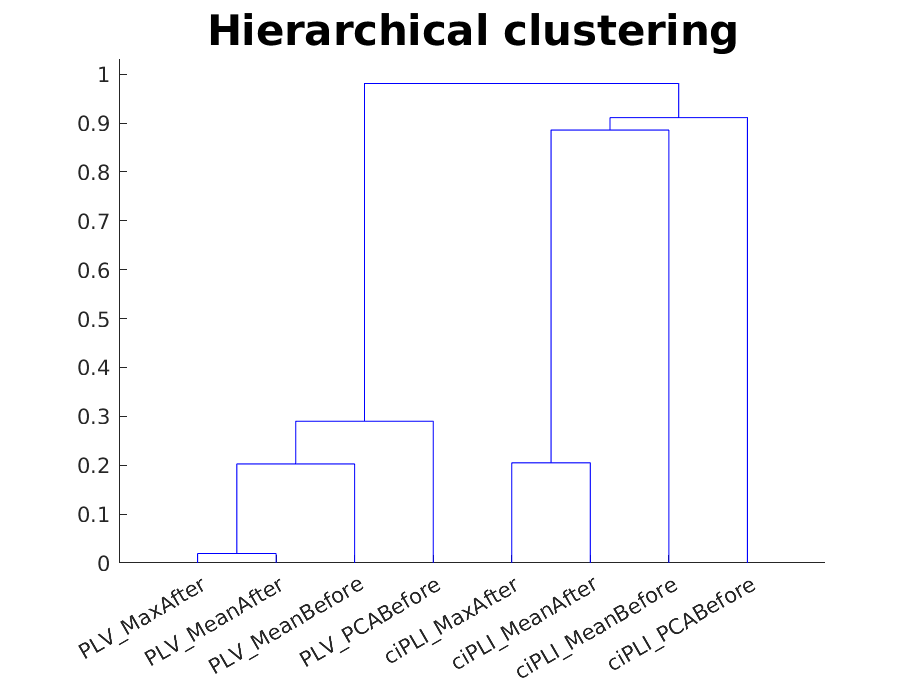 Hierarchical clustering
1
0.9
0.8
0.7
0.6
0.5
0.4
0.3
0.2
0.1
0
PLV_MaxAfter
PLV_MeanAfter
PLV_MeanBefore
PLV_PCABefore
ciPLI_MaxAfter
ciPLI_MeanAfter
ciPLI_MeanBefore
ciPLI_PCABefore